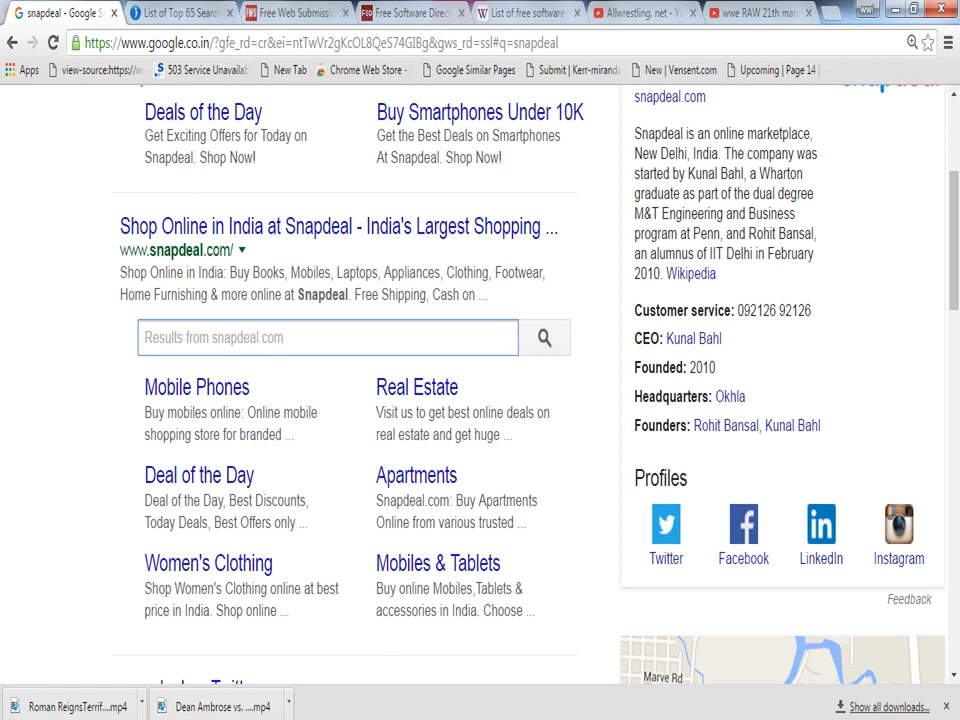 snapdeal - Google S
List of Top 65 Searc
Free Web Submissio
Free Software Direct
List of free software
Allwrestling. net - Yo
wwe RAW 21th mar
wwii
https://www.google.co.in/?gfe_rd=cr&ei=ntTwVr2gKcOL8QeS74GIBg&gws_rd=ssl#q=snapdeal
Apps
view-source:https://w
503 Service Unavailab
New Tab
Chrome Web Store -
Google Similar Pages
Submit | Kerr-miranda
New | Vensent.com
Upcoming | Page 14 |
Deals of the Day
Get Exciting Offers for Today on
Snapdeal. Shop Now!
Buy Smartphones Under 10K
Get the Best Deals on Smartphones
At Snapdeal. Shop Now!
Shop Online in India at Snapdeal - India's Largest Shopping ...
www.snapdeal.com/
Shop Online in India: Buy Books, Mobiles, Laptops, Appliances, Clothing, Footwear,
Home Furnishing & more online at Snapdeal. Free Shipping, Cash on ...
Results from snapdeal.com
Mobile Phones
Buy mobiles online: Online mobile
shopping store for branded ...
Real Estate
Visit us to get best online deals on
real estate and get huge ...
Deal of the Day
Deal of the Day, Best Discounts,
Today Deals, Best Offers only ...
Apartments
Snapdeal.com: Buy Apartments
Online from various trusted ...
Women's Clothing
Shop Women's Clothing online at best
price in India. Shop online ...
Mobiles & Tablets
Buy online Mobiles,Tablets &
accessories in India. Choose ...
snapdeal.com
Snapdeal is an online marketplace,
New Delhi, India. The company was
started by Kunal Bahl, a Wharton
graduate as part of the dual degree
M&T Engineering and Business
program at Penn, and Rohit Bansal,
an alumnus of IIT Delhi in February
2010. Wikipedia
Customer service: 092126 92126
CEO: Kunal Bahl
Founded: 2010
Headquarters: Okhla
Founders: Rohit Bansal, Kunal Bahl
Profiles
Twitter
Facebook
LinkedIn
Instagram
Feedback
Marve Rd
Roman ReignsTerrif....mp4
Dean Ambrose vs. ....mp4
Show all downloads...